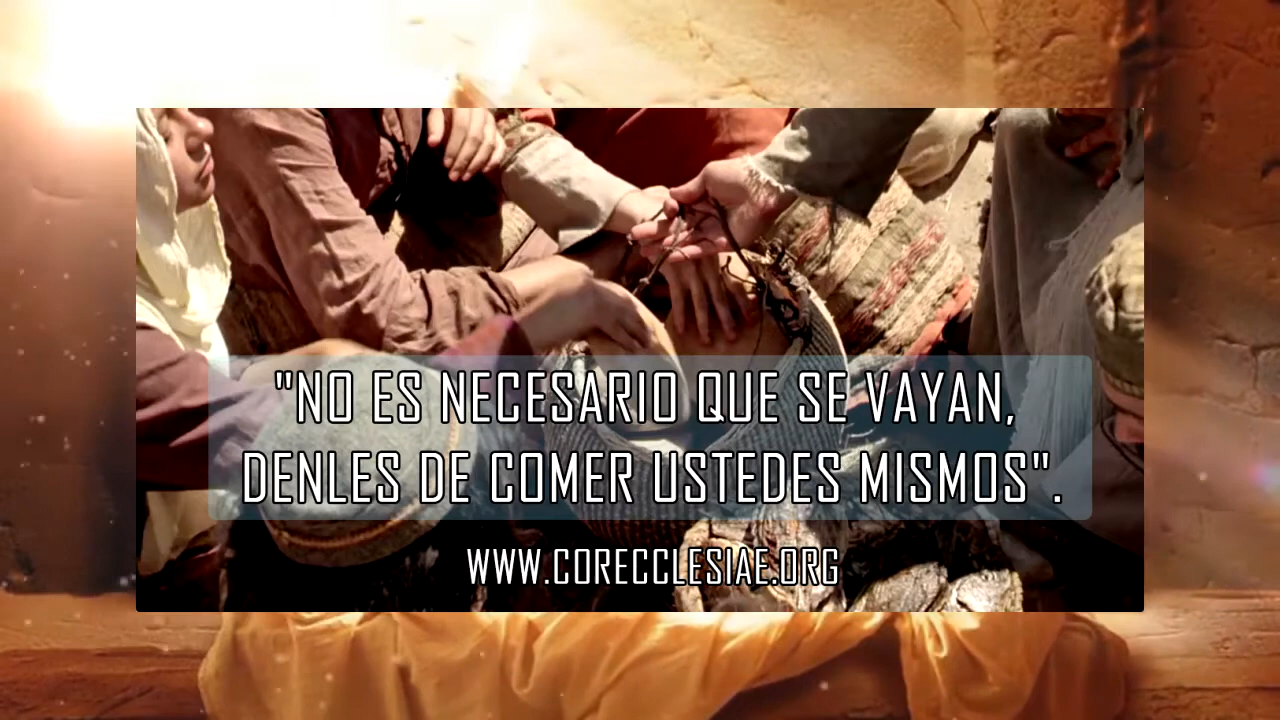 "NO ES NECESARIO QUE SE VAYAN,
DENLES DE COMER USTEDES MISMOS".
WWW.CORECCLESIAE.ORG